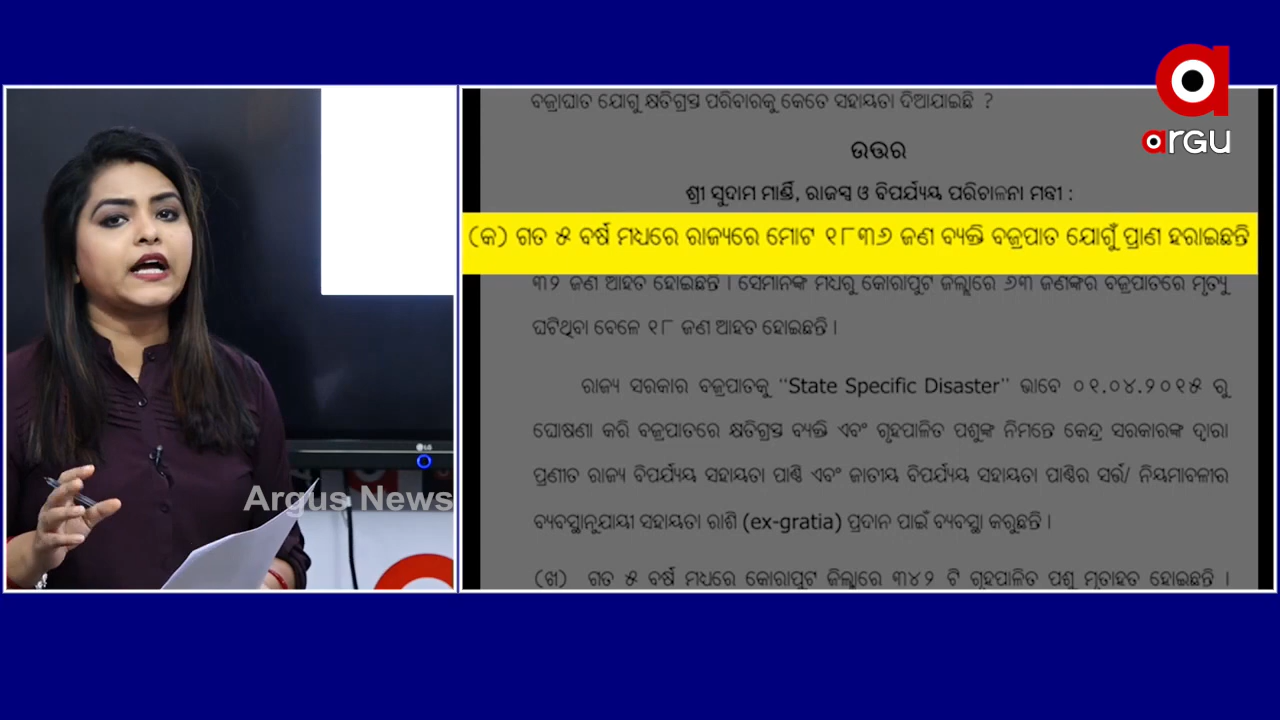 ବଜ୍ରାଘାତ ଯୋଗୁ କ୍ଷତିଗ୍ରସ୍ତ ପରିବାରକୁ କେତେ ସହାୟତା ଦିଆଯାଇଛି ?
ଉତ୍ତର
ଶ୍ରୀ ସୁଦାମ ମାର୍ଣ୍ଡି, ରାଜସ୍ୱ ଓ ବିପର୍ଯ୍ୟୟ ପରିଚାଳନା ମନ୍ତ୍ରୀ :
(କ) ଗତ ୫ ବର୍ଷ ମଧ୍ୟରେ ରାଜ୍ୟରେ ମୋଟ ୧୮୩୬ ଜଣ ବ୍ୟକ୍ତି ବଜ୍ରପାତ ଯୋଗୁଁ ପ୍ରାଣ ହରାଇଛନ୍ତି
୩୨ ଜଣ ଆହତ ହୋଇଛନ୍ତି । ସେମାନଙ୍କ ମଧ୍ୟରୁ କୋରାପୁଟ ଜିଲ୍ଲାରେ ୬୩ ଜଣଙ୍କର ବଜ୍ରପାତରେ ମୃତ୍ୟୁ
ଘଟିଥିବା ବେଳେ ୧୮ ଜଣ ଆହତ ହୋଇଛନ୍ତି ।
ରାଜ୍ୟ ସରକାର ବଜ୍ରପାତକୁ ''State Specific Disaster'' ଭାବେ ୦୧.୦୪.୨୦୧୫ ରୁ
ଘୋଷଣା କରି ବଜ୍ରପାତରେ କ୍ଷତିଗ୍ରସ୍ତ ବ୍ୟକ୍ତି ଏବଂ ଗୃହପାଳିତ ପଶୁଙ୍କ ନିମନ୍ତେ କେନ୍ଦ୍ର ସରକାରଙ୍କ ଦ୍ୱାରା
ପ୍ରଣୀତ ରାଜ୍ୟ ବିପର୍ଯ୍ୟୟ ସହାୟତା ପାଣ୍ଠି ଏବଂ ଜାତୀୟ ବିପର୍ଯ୍ୟୟ ସହାୟତା ପାଣ୍ଠିର ସର୍ତ୍ତ/ ନିୟମାବଳୀର
ବ୍ୟବସ୍ଥାନୁଯାୟୀ ସହାୟତା ରାଶି (ex-gratia) ପ୍ରଦାନ ପାଇଁ ବ୍ୟବସ୍ଥା କରୁଛନ୍ତି ।
(ଖ) ଗତ ୫ ବର୍ଷ ମଧ୍ୟରେ କୋରାପୁଟ ଜିଲ୍ଲାରେ ୩୪୨ ଟି ଗୃହପାଳିତ ପଶୁ ମୃତାହତ ହୋଇଛନ୍ତି ।
argu
LG
Argus News